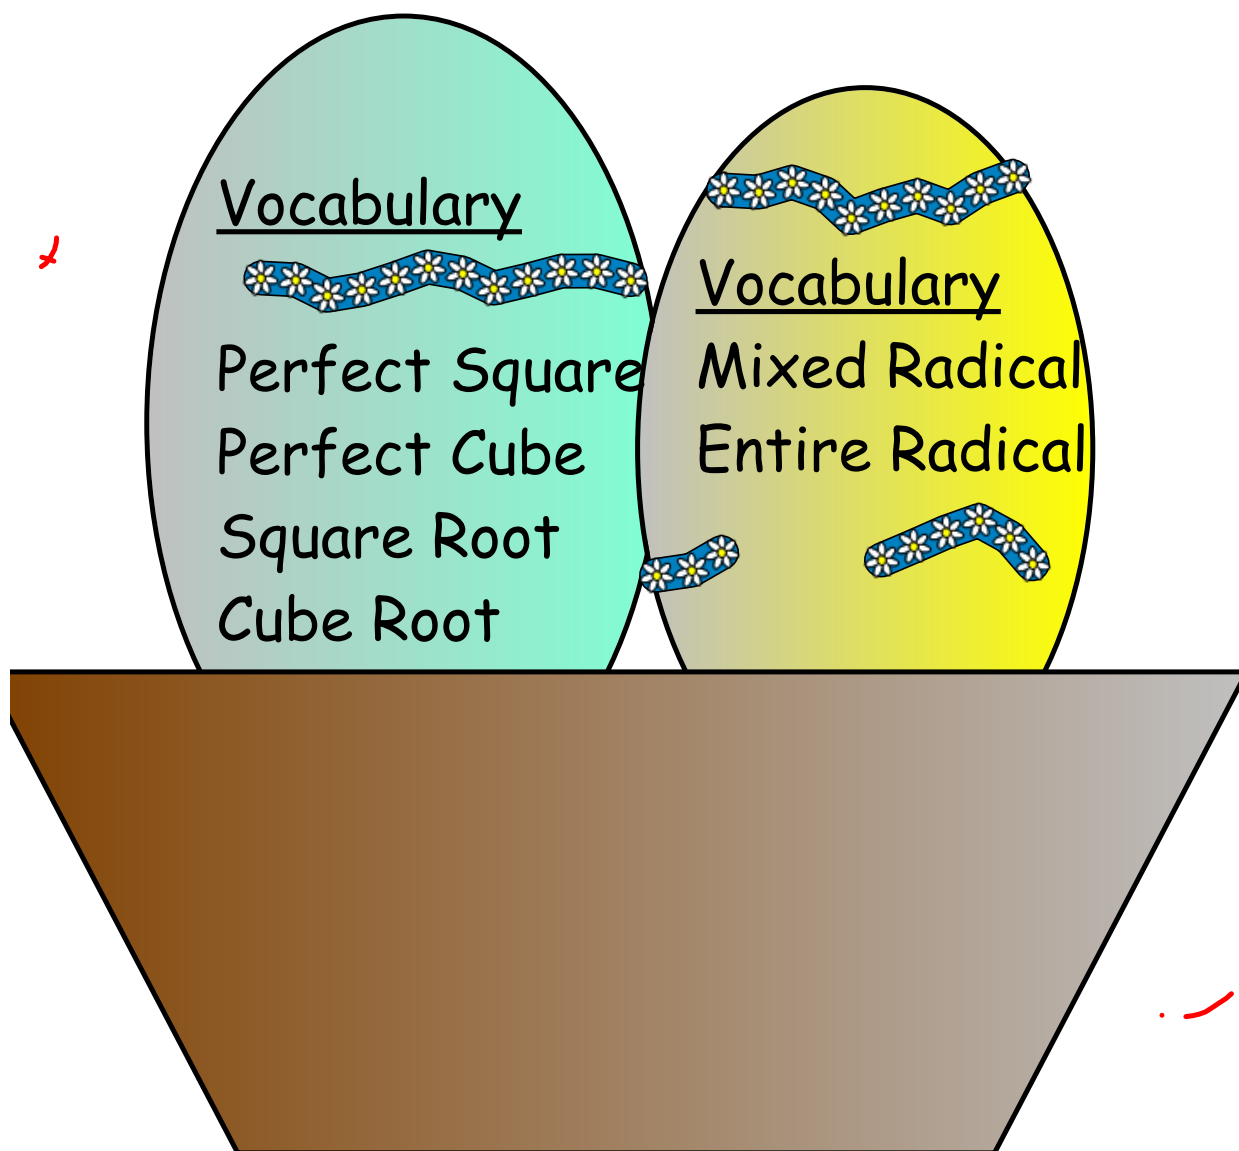 Vocabulary
Perfect Square
Perfect Cube
Square Root
Cube Root
Vocabulary
Mixed Radical
Entire Radical